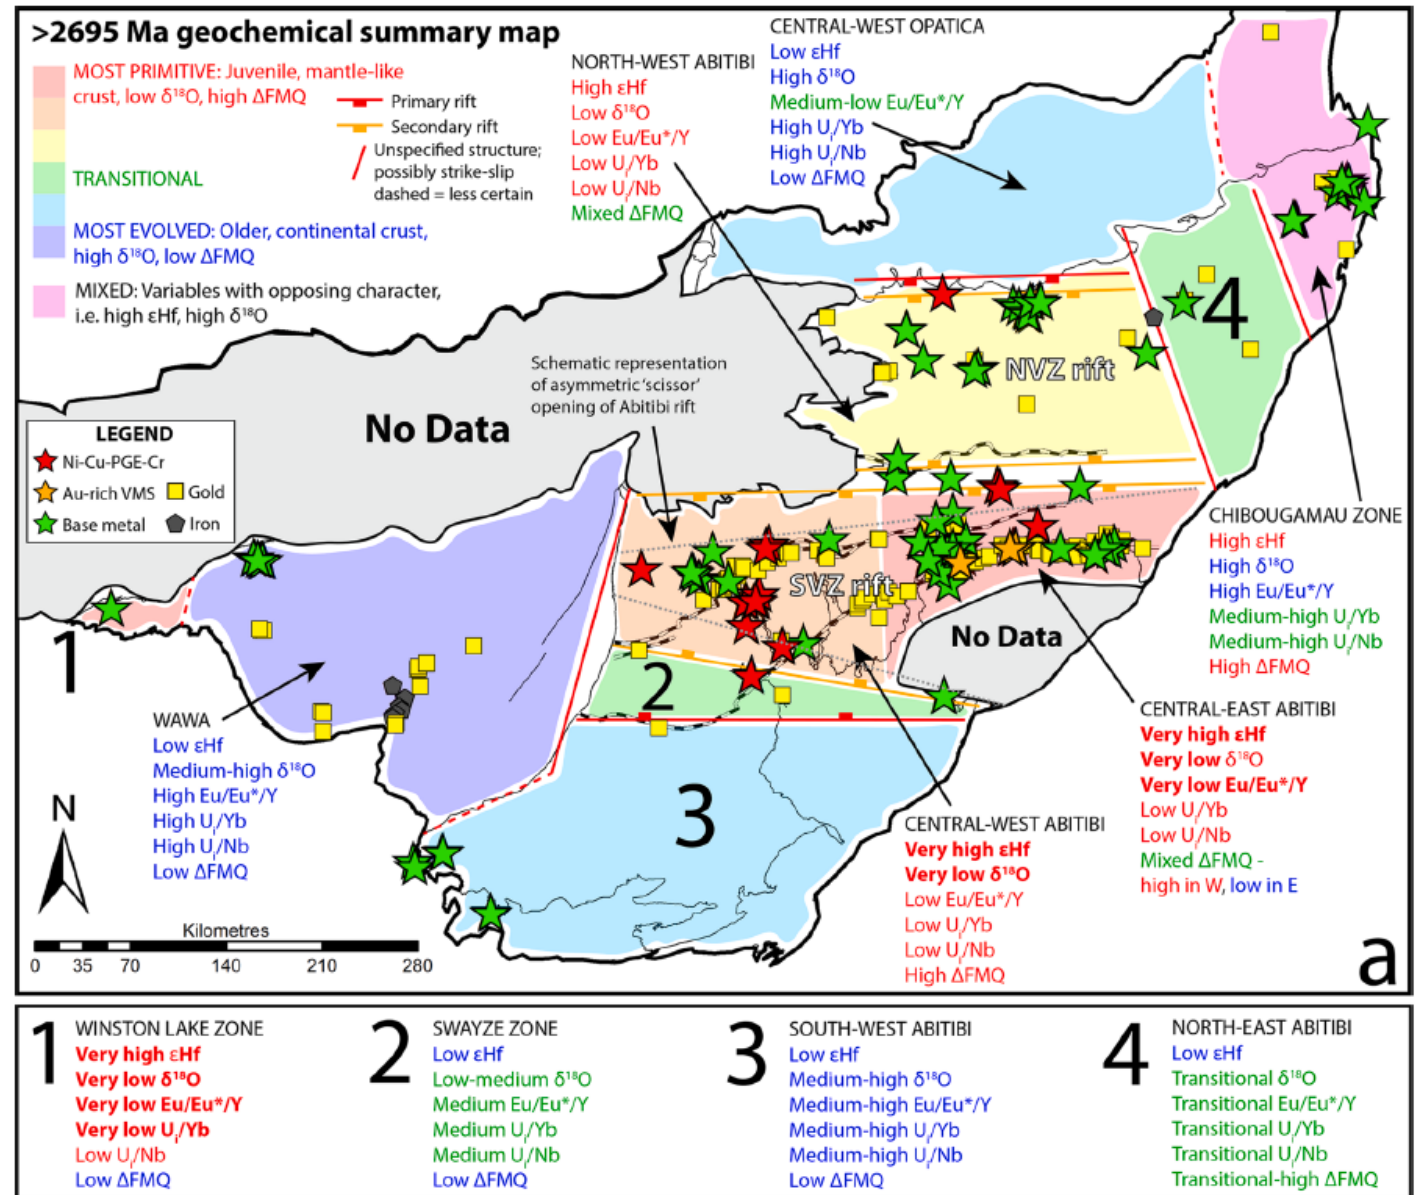 >2695 Ma geochemical summary map
MOST PRIMITIVE: Juvenile, mantle-like
crust, low δ¹⁸O, high ΔFMQ
TRANSITIONAL
MOST EVOLVED: Older, continental crust,
high δ¹⁸O, low ΔFMQ
MIXED: Variables with opposing character,
i.e. high εHf, high δ¹⁸O
Primary rift
Secondary rift
Unspecified structure;
possibly strike-slip
dashed = less certain
NORTH-WEST ABITIBI
High εHf
Low δ¹⁸O
Low Eu/Eu*/Y
Low Uᵢ/Yb
Low Uᵢ/Nb
Mixed ΔFMQ
CENTRAL-WEST OPATICA
Low εHf
High δ¹⁸O
Medium-low Eu/Eu*/Y
High Uᵢ/Yb
High Uᵢ/Nb
Low ΔFMQ
Schematic representation
of asymmetric 'scissor'
opening of Abitibi rift
No Data
NVZ rift
4
LEGEND
Ni-Cu-PGE-Cr
Au-rich VMS
Gold
Base metal
Iron
SVZ rift
No Data
1
2
3
CHIBOUGAMAU ZONE
High εHf
High δ¹⁸O
High Eu/Eu*/Y
Medium-high Uᵢ/Yb
Medium-high Uᵢ/Nb
High ΔFMQ
WAWA
Low εHf
Medium-high δ¹⁸O
High Eu/Eu*/Y
High Uᵢ/Yb
High Uᵢ/Nb
Low ΔFMQ
CENTRAL-EAST ABITIBI
Very high εHf
Very low δ¹⁸O
Very low Eu/Eu*/Y
Low Uᵢ/Yb
Low Uᵢ/Nb
Mixed ΔFMQ -
high in W, low in E
CENTRAL-WEST ABITIBI
Very high εHf
Very low δ¹⁸O
Low Eu/Eu*/Y
Low Uᵢ/Yb
Low Uᵢ/Nb
High ΔFMQ
N
Kilometres
0 35 70 140 210 280
a
1
WINSTON LAKE ZONE
Very high εHf
Very low δ¹⁸O
Very low Eu/Eu*/Y
Very low Uᵢ/Yb
Low Uᵢ/Nb
Low ΔFMQ
2
SWAYZE ZONE
Low εHf
Low-medium δ¹⁸O
Medium Eu/Eu*/Y
Medium Uᵢ/Yb
Medium Uᵢ/Nb
Low ΔFMQ
3
SOUTH-WEST ABITIBI
Low εHf
Medium-high δ¹⁸O
Medium-high Eu/Eu*/Y
Medium-high Uᵢ/Yb
Medium-high Uᵢ/Nb
Low ΔFMQ
4
NORTH-EAST ABITIBI
Low εHf
Transitional δ¹⁸O
Transitional Eu/Eu*/Y
Transitional Uᵢ/Yb
Transitional Uᵢ/Nb
Transitional-high ΔFMQ